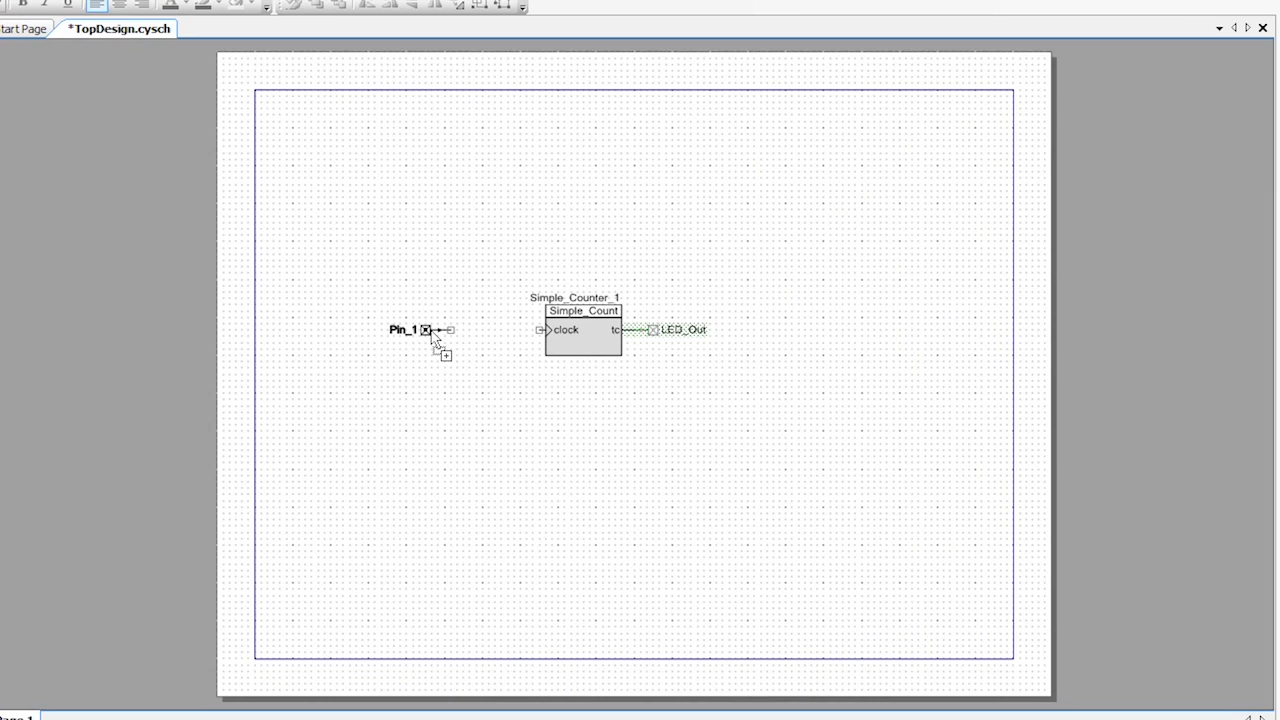 B I U
tart Page
*TopDesign.cysch
Simple_Counter_1
Simple_Count
Pin_1
clock
tc
LED_Out